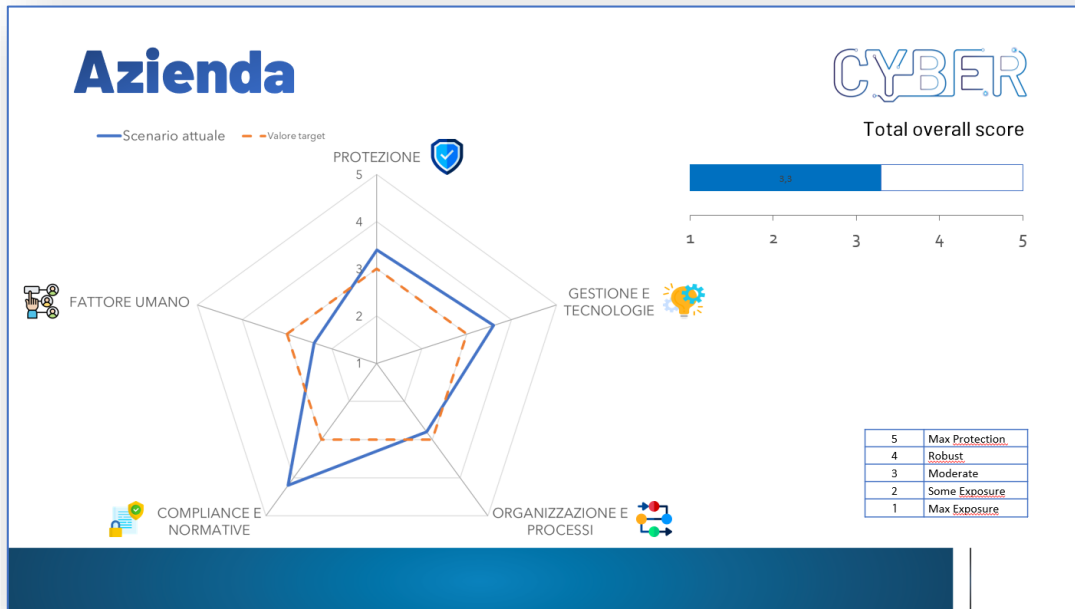 Azienda
CYBER
Total overall score
Scenario attuale
Valore target
PROTEZIONE
5
4
3
2
1
GESTIONE E
TECNOLOGIE
ORGANIZZAZIONE E
PROCESSI
COMPLIANCE E
NORMATIVE
FATTORE UMANO
3,3
1 2 3 4 5
5 Max Protection
4 Robust
3 Moderate
2 Some Exposure
1 Max Exposure